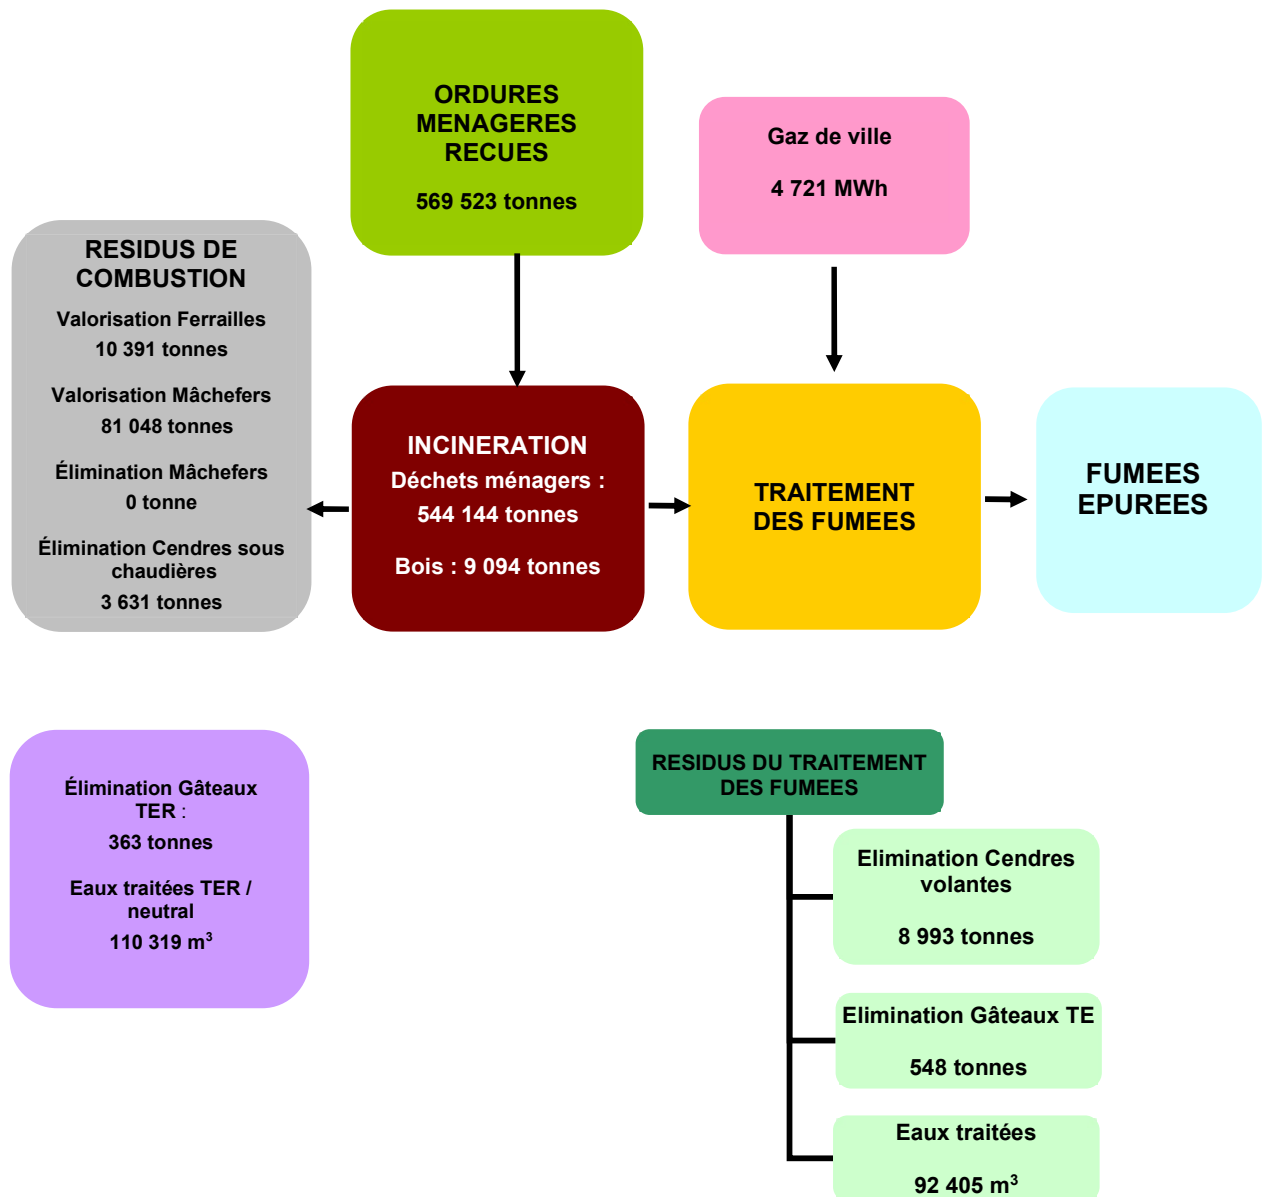 ORDURES
MENAGERES
RECUES
569 523 tonnes
Gaz de ville
4 721 MWh
RESIDUS DE
COMBUSTION
Valorisation Ferrailles
10 391 tonnes
Valorisation Mâchefers
81 048 tonnes
Élimination Mâchefers
0 tonne
Élimination Cendres sous
chaudières
3 631 tonnes
INCINERATION
Déchets ménagers :
544 144 tonnes
Bois : 9 094 tonnes
TRAITEMENT
DES FUMEES
FUMEES
EPUREES
Élimination Gâteaux
TER :
363 tonnes
Eaux traitées TER /
neutral
110 319 m³
RESIDUS DU TRAITEMENT
DES FUMEES
Elimination Cendres
volantes
8 993 tonnes
Elimination Gâteaux TE
548 tonnes
Eaux traitées
92 405 m³